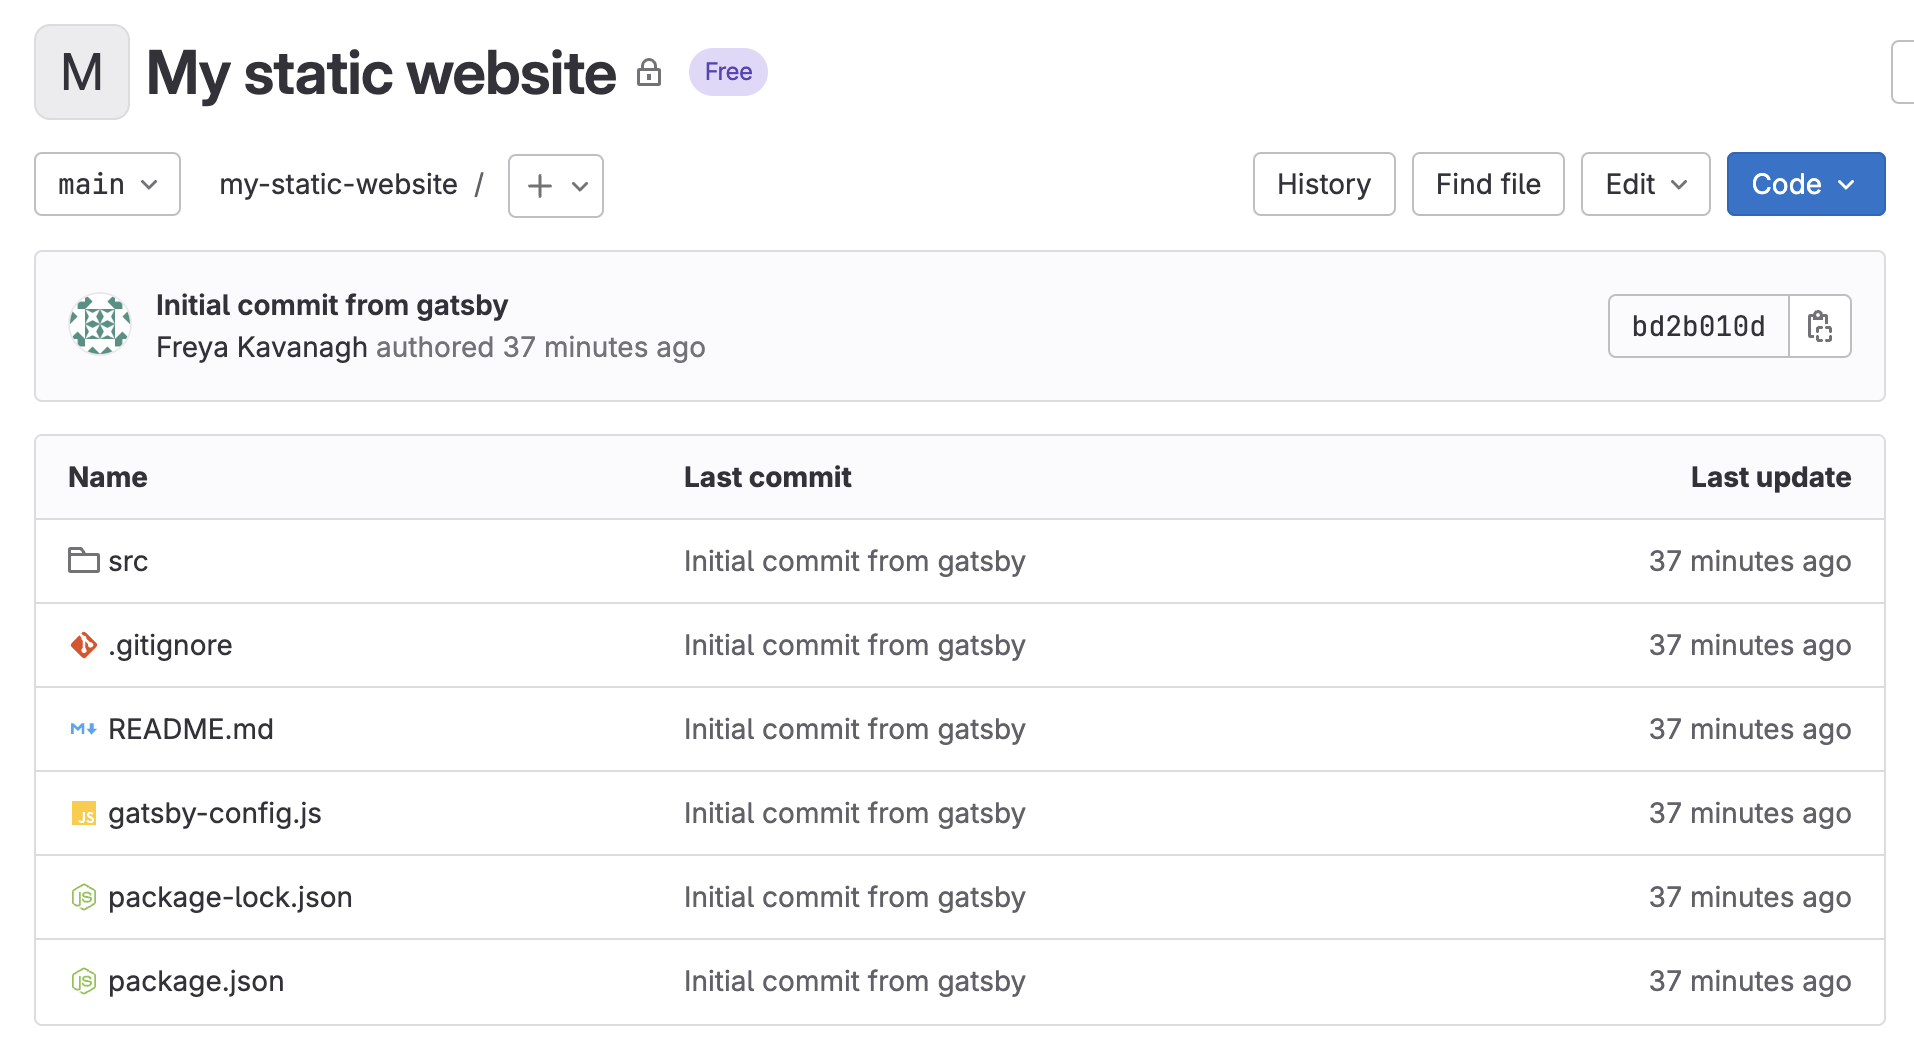 M My static website Free
main my-static-website / History Find file Edit Code
Initial commit from gatsby
Freya Kavanagh authored 37 minutes ago
bd2b010d
Name Last commit Last update
src Initial commit from gatsby 37 minutes ago
.gitignore Initial commit from gatsby 37 minutes ago
M README.md Initial commit from gatsby 37 minutes ago
JS gatsby-config.js Initial commit from gatsby 37 minutes ago
JS package-lock.json Initial commit from gatsby 37 minutes ago
JS package.json Initial commit from gatsby 37 minutes ago